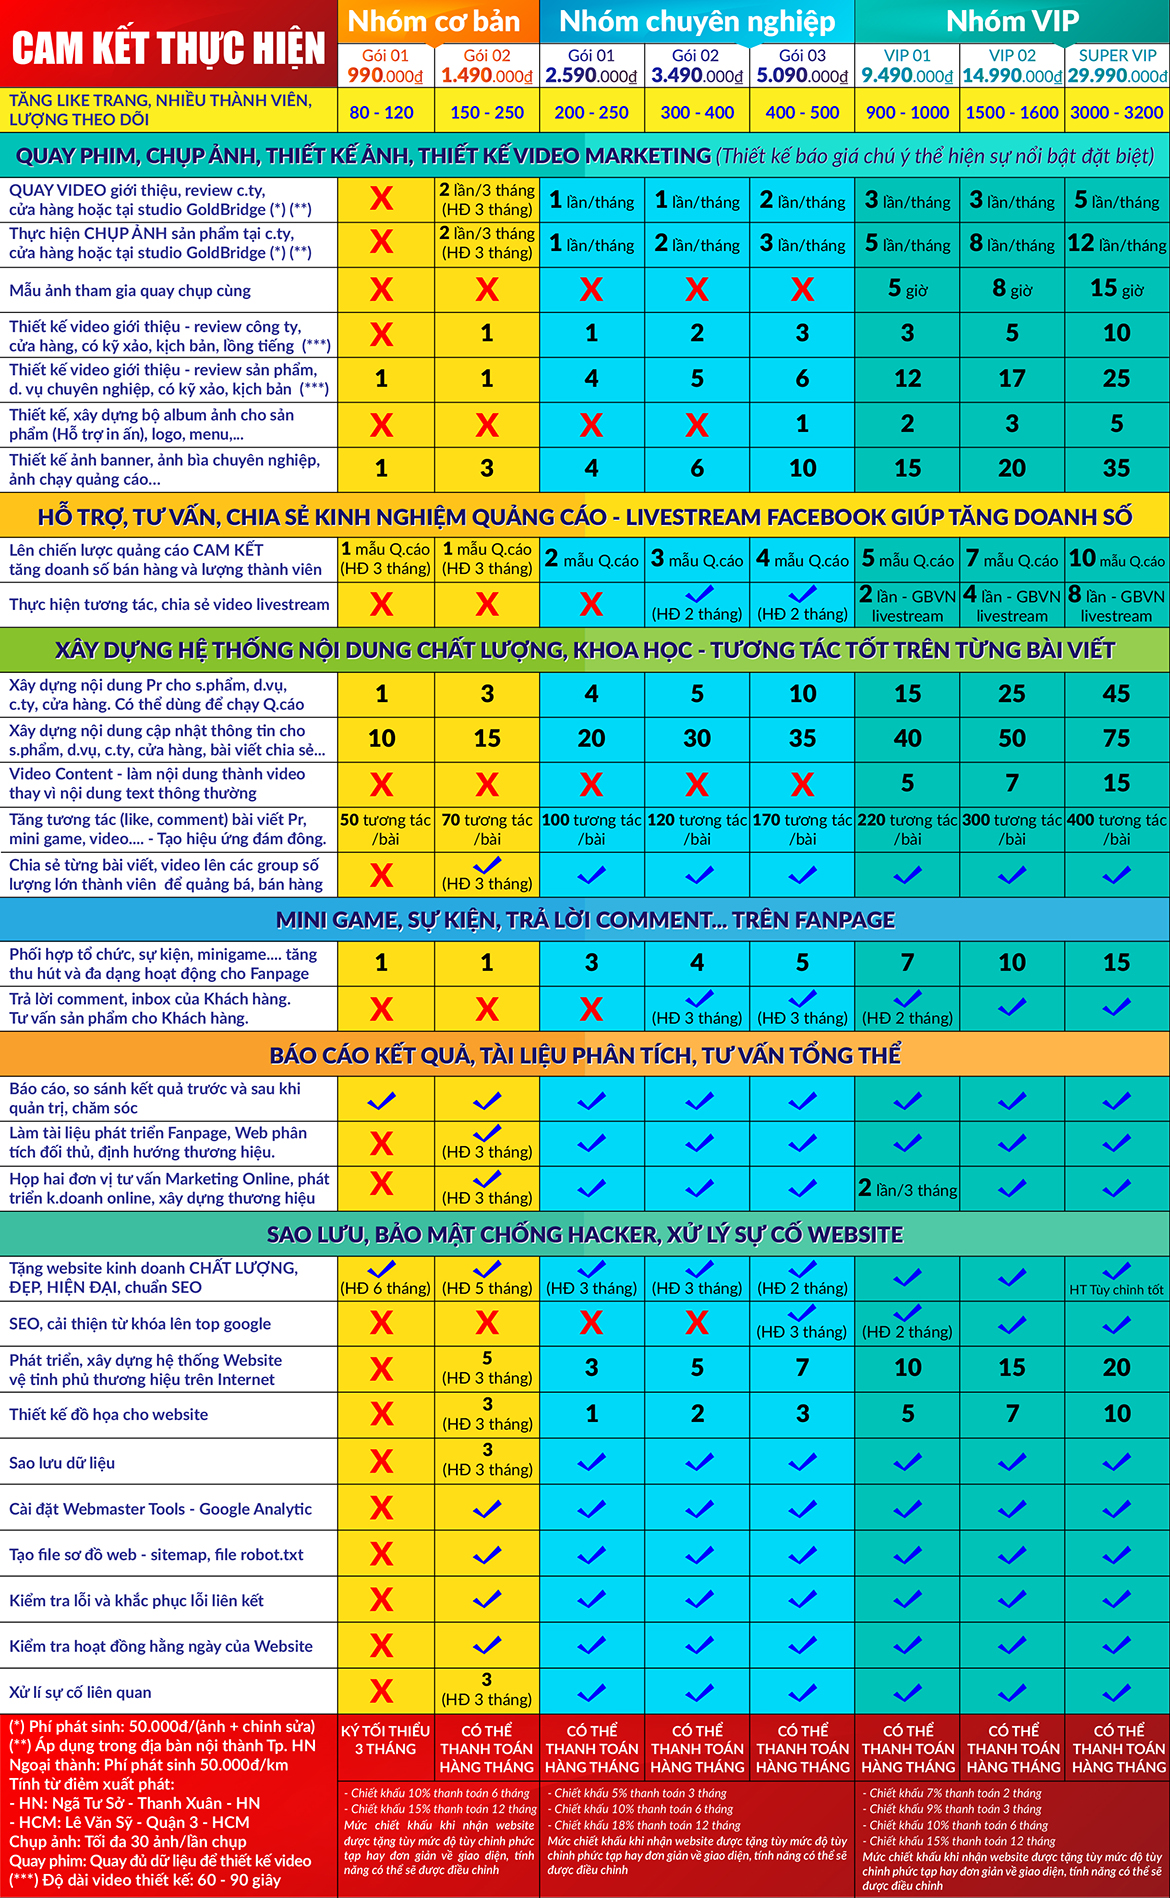 CAM KẾT THỰC HIỆN
Nhóm cơ bản
Nhóm chuyên nghiệp
Nhóm VIP
Gói 01 Gói 02 Gói 01 Gói 02 Gói 03 VIP 01 VIP 02 SUPER VIP
990.000đ 1.490.000đ 2.590.000đ 3.490.000đ 5.090.000đ 9.490.000đ 14.990.000đ 29.990.000đ
TĂNG LIKE TRANG, NHIỀU THÀNH VIÊN,
LƯỢNG THEO DÕI
80 - 120 150 - 250 200 - 250 300 - 400 400 - 500 900 - 1000 1500 - 1600 3000 - 3200
QUAY PHIM, CHỤP ẢNH, THIẾT KẾ ẢNH, THIẾT KẾ VIDEO MARKETING (Thiết kế báo giá chú ý thể hiện sự nổi bật đặt biệt)
QUAY VIDEO giới thiệu, review c.ty,
cửa hàng hoặc tại studio GoldBridge (*) (**)
X 2 lần/3 tháng
(HĐ 3 tháng)
1 lần/tháng 1 lần/tháng 2 lần/tháng 3 lần/tháng 3 lần/tháng 5 lần/tháng
Thực hiện CHỤP ẢNH sản phẩm tại c.ty,
cửa hàng hoặc tại studio GoldBridge (*) (**)
X 2 lần/3 tháng
(HĐ 3 tháng)
1 lần/tháng 2 lần/tháng 3 lần/tháng 5 lần/tháng 8 lần/tháng 12 lần/tháng
Mẫu ảnh tham gia quay chụp cùng
X X X X X 5 giờ 8 giờ 15 giờ
Thiết kế video giới thiệu - review công ty,
cửa hàng, có kỹ xảo, kịch bản, lồng tiếng (***)
X 1 1 2 3 3 5 10
Thiết kế video giới thiệu - review sản phẩm,
d. vụ chuyên nghiệp, có kỹ xảo, kịch bản (***)
1 1 4 5 6 12 17 25
Thiết kế, xây dựng bộ album ảnh cho sản
phẩm (Hỗ trợ in ấn), logo, menu,...
X X X X 1 2 3 5
Thiết kế ảnh banner, ảnh bìa chuyên nghiệp,
ảnh chạy quảng cáo...
1 3 4 6 10 15 20 35
HỖ TRỢ, TƯ VẤN, CHIA SẺ KINH NGHIỆM QUẢNG CÁO - LIVESTREAM FACEBOOK GIÚP TĂNG DOANH SỐ
Lên chiến lược quảng cáo CAM KẾT
tăng doanh số bán hàng và lượng thành viên
1 mẫu Q.cáo
(HĐ 3 tháng)
1 mẫu Q.cáo
(HĐ 3 tháng)
2 mẫu Q.cáo 3 mẫu Q.cáo 4 mẫu Q.cáo 5 mẫu Q.cáo 7 mẫu Q.cáo 10 mẫu Q.cáo
Thực hiện tương tác, chia sẻ video livestream
X X X
(HĐ 2 tháng) (HĐ 2 tháng)
2 lần - GBVN
livestream
4 lần - GBVN
livestream
8 lần - GBVN
livestream
XÂY DỰNG HỆ THỐNG NỘI DUNG CHẤT LƯỢNG, KHOA HỌC - TƯƠNG TÁC TỐT TRÊN TỪNG BÀI VIẾT
Xây dựng nội dung Pr cho s.phẩm, d.vụ,
c.ty, cửa hàng. Có thể dùng để chạy Q.cáo
1 3 4 5 10 15 25 45
Xây dựng nội dung cập nhật thông tin cho
s.phẩm, d.vụ, c.ty, cửa hàng, bài viết chia sẻ...
10 15 20 30 35 40 50 75
Video Content - làm nội dung thành video
thay vì nội dung text thông thường
X X X X X 5 7 15
Tăng tương tác (like, comment) bài viết Pr,
mini game, video.... - Tạo hiệu ứng đám đông.
50 tương tác 70 tương tác 100 tương tác 120 tương tác 170 tương tác 220 tương tác 300 tương tác 400 tương tác
/bài /bài /bài /bài /bài /bài /bài /bài
Chia sẻ từng bài viết, video lên các group số
lượng lớn thành viên để quảng bá, bán hàng
X (HĐ 3 tháng)
MINI GAME, SỰ KIỆN, TRẢ LỜI COMMENT... TRÊN FANPAGE
Phối hợp tổ chức, sự kiện, minigame.... tăng
thu hút và đa dạng hoạt động cho Fanpage
1 1 3 4 5 7 10 15
Trả lời comment, inbox của Khách hàng.
Tư vấn sản phẩm cho Khách hàng.
X X X (HĐ 3 tháng) (HĐ 3 tháng) (HĐ 2 tháng)
BÁO CÁO KẾT QUẢ, TÀI LIỆU PHÂN TÍCH, TƯ VẤN TỔNG THỂ
Báo cáo, so sánh kết quả trước và sau khi
quản trị, chăm sóc
Làm tài liệu phát triển Fanpage, Web phân
tích đối thủ, định hướng thương hiệu.
X (HĐ 3 tháng)
Họp hai đơn vị tư vấn Marketing Online, phát
triển k.doanh online, xây dựng thương hiệu
X (HĐ 3 tháng) 2 lần/3 tháng
SAO LƯU, BẢO MẬT CHỐNG HACKER, XỬ LÝ SỰ CỐ WEBSITE
Tặng website kinh doanh CHẤT LƯỢNG,
ĐẸP, HIỆN ĐẠI, chuẩn SEO
(HĐ 6 tháng) (HĐ 5 tháng) (HĐ 3 tháng) (HĐ 3 tháng) (HĐ 2 tháng) HT Tùy chỉnh tốt
SEO, cải thiện từ khóa lên top google
X X X X (HĐ 3 tháng) (HĐ 2 tháng)
Phát triển, xây dựng hệ thống Website
vệ tinh phủ thương hiệu trên Internet
X 5
(HĐ 3 tháng)
3 5 7 10 15 20
Thiết kế đồ họa cho website
X 3
(HĐ 3 tháng)
1 2 3 5 7 10
Sao lưu dữ liệu
X 3
(HĐ 3 tháng)
Cài đặt Webmaster Tools - Google Analytic
X
Tạo file sơ đồ web - sitemap, file robot.txt
X
Kiểm tra lỗi và khắc phục lỗi liên kết
X
Kiểm tra hoạt đồng hằng ngày của Website
X
Xử lí sự cố liên quan
X 3
(HĐ 3 tháng)
(*) Phí phát sinh: 50.000đ/(ảnh + chỉnh sửa)
(**) Áp dụng trong địa bàn nội thành Tp. HN
Ngoại thành: Phí phát sinh 50.000đ/km
Tính từ điểm xuất phát:
- HN: Ngã Tư Sở - Thanh Xuân - HN
- HCM: Lê Văn Sỹ - Quận 3 - HCM
Chụp ảnh: Tối đa 30 ảnh/lần chụp
Quay phim: Quay đủ dữ liệu để thiết kế video
(***) Độ dài video thiết kế: 60 - 90 giây
KÝ TỐI THIỂU
3 THÁNG
CÓ THỂ
THANH TOÁN
HÀNG THÁNG
CÓ THỂ
THANH TOÁN
HÀNG THÁNG
CÓ THỂ
THANH TOÁN
HÀNG THÁNG
CÓ THỂ
THANH TOÁN
HÀNG THÁNG
CÓ THỂ
THANH TOÁN
HÀNG THÁNG
CÓ THỂ
THANH TOÁN
HÀNG THÁNG
CÓ THỂ
THANH TOÁN
HÀNG THÁNG
- Chiết khấu 10% thanh toán 6 tháng
- Chiết khấu 15% thanh toán 12 tháng
Mức chiết khấu khi nhận website
được tặng tùy mức độ tùy chỉnh phức
tạp hay đơn giản về giao diện, tính
năng có thể sẽ được điều chỉnh
- Chiết khấu 5% thanh toán 3 tháng
- Chiết khấu 10% thanh toán 6 tháng
- Chiết khấu 18% thanh toán 12 tháng
Mức chiết khấu khi nhận website được tặng tùy mức độ tùy
chỉnh phức tạp hay đơn giản về giao diện, tính năng có thể sẽ
được điều chỉnh
- Chiết khấu 7% thanh toán 2 tháng
- Chiết khấu 9% thanh toán 3 tháng
- Chiết khấu 10% thanh toán 6 tháng
- Chiết khấu 15% thanh toán 12 tháng
Mức chiết khấu khi nhận website được tặng tùy mức độ tùy
chỉnh phức tạp hay đơn giản về giao diện, tính năng có thể sẽ
được điều chỉnh